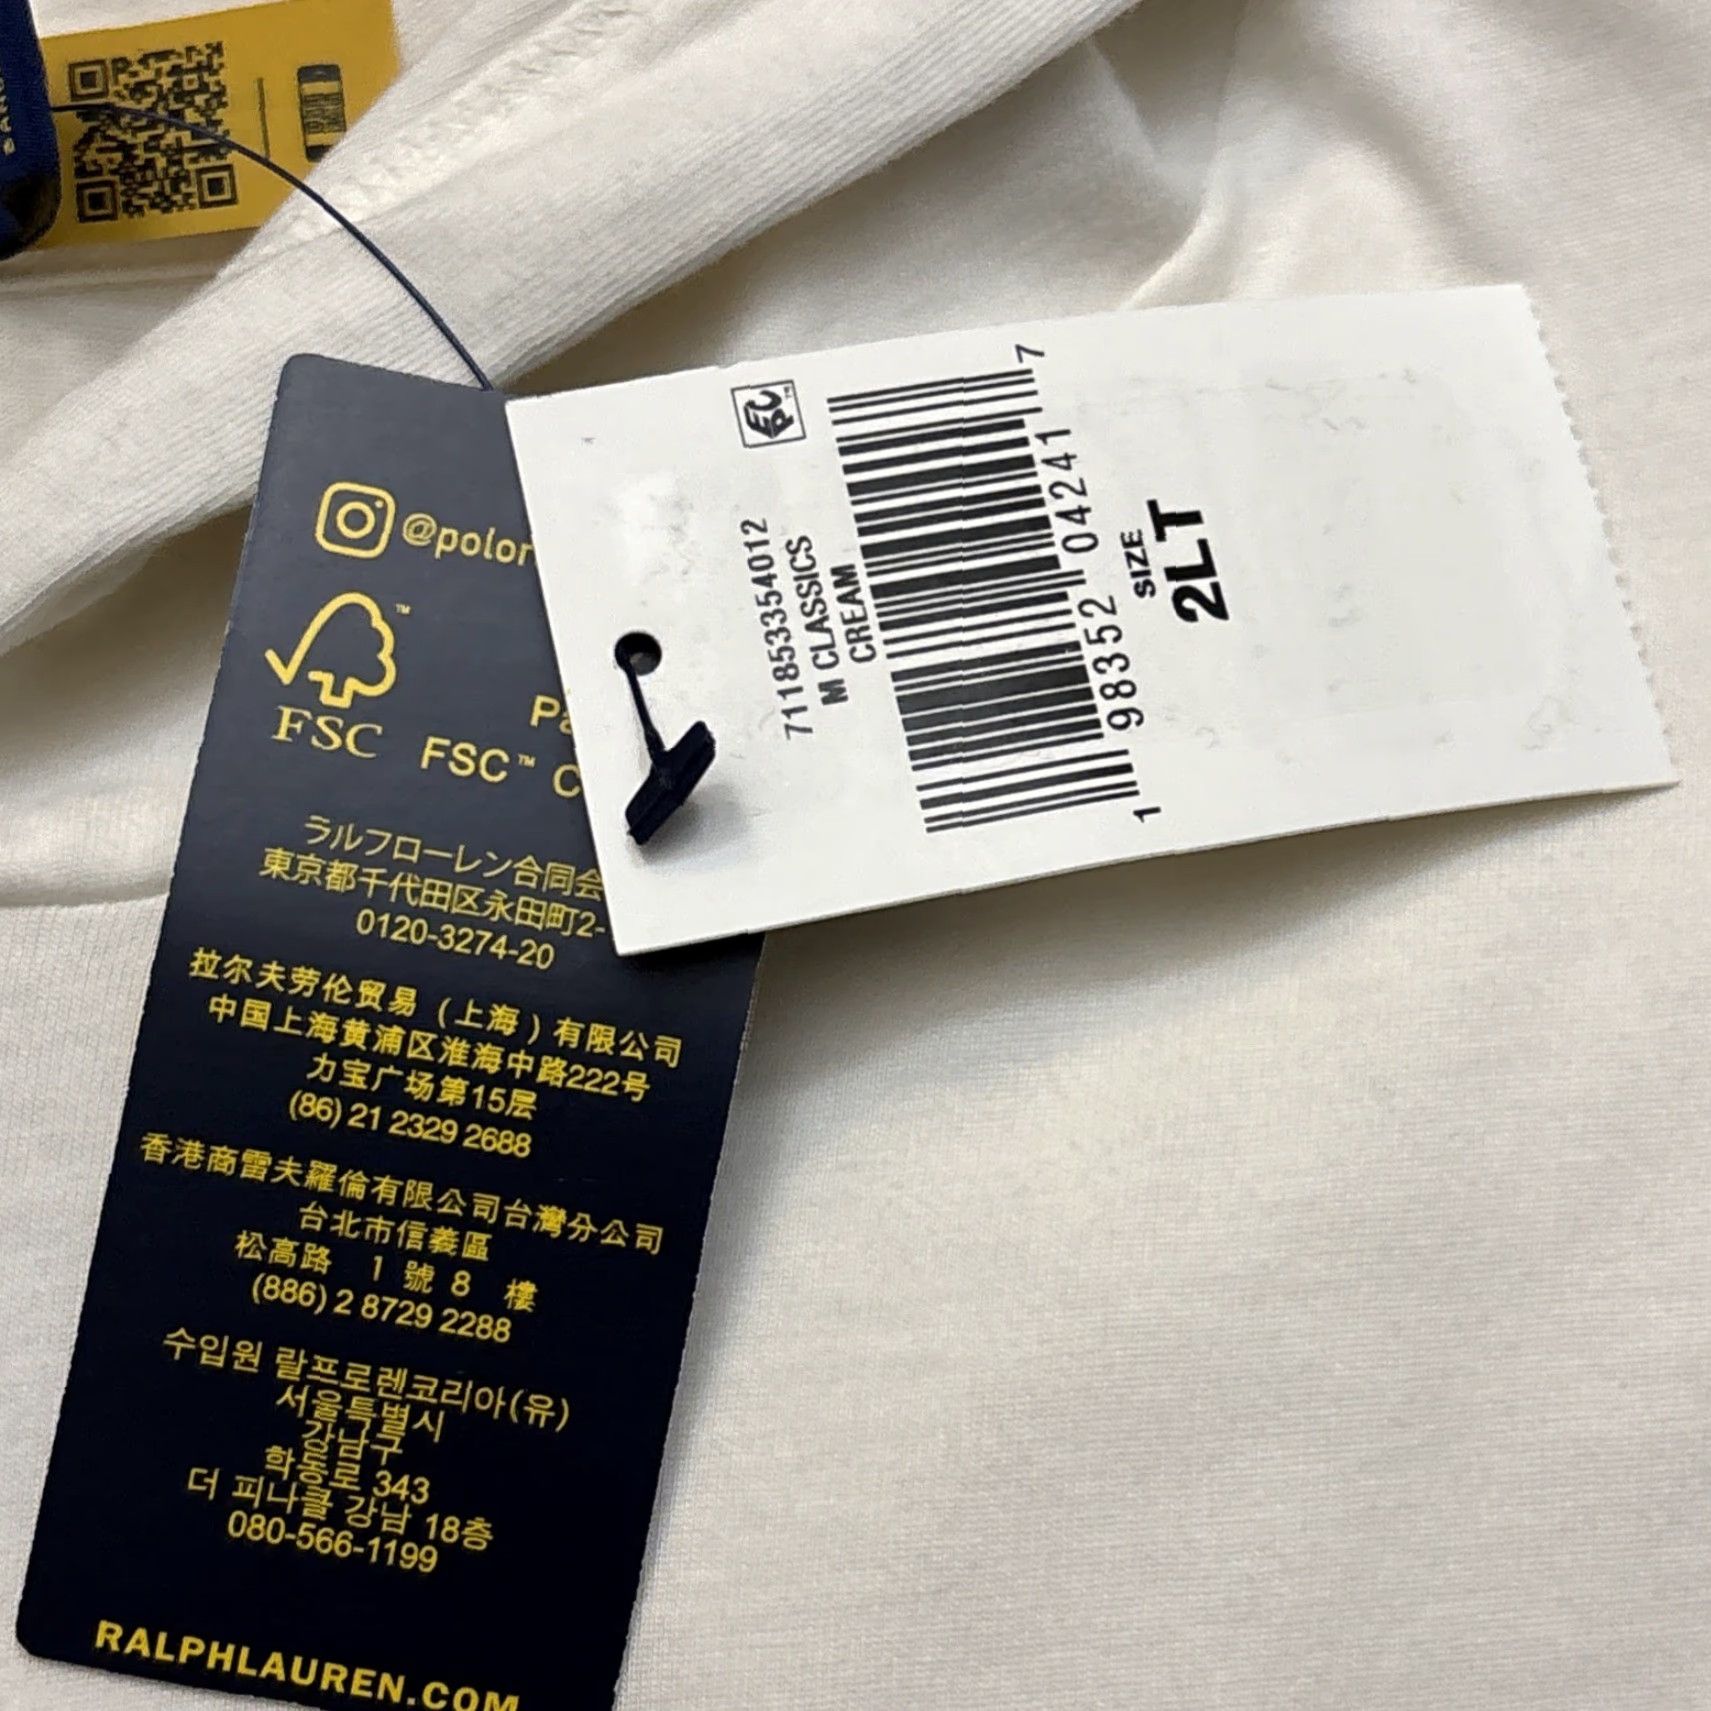 @polor
FSC
Pa
FSC™ C
ラルフローレン合同会
東京都千代田区永田町2-
0120-3274-20
拉尔夫劳伦贸易（上海）有限公司
中国上海黄浦区淮海中路222号
力宝广场第15层
(86) 21 2329 2688
香港商雷夫羅倫有限公司台灣分公司
台北市信義區
松高路 1 號 8 樓
(886) 2 8729 2288
수입원 랄프로렌코리아(유)
서울특별시
강남구
학동로 343
더 피나클 강남 18층
080-566-1199
RALPHLAUREN.COM
EPC™
711853354012
M CLASSICS
CREAM
1 98352 04241 7
SIZE
2LT